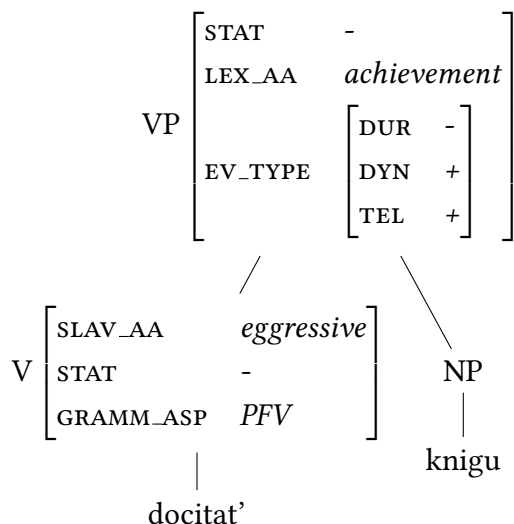 STAT -
LEX_AA achievement
VP
EV_TYPE
DUR -
DYN +
TEL +
SLAV_AA eggressive
V STAT -
GRAMM_ASP PFV
NP
knigu
docitat'